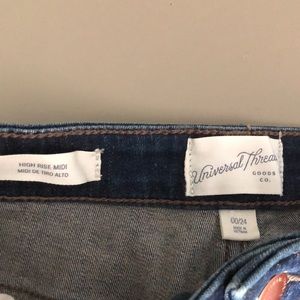 HIGH RISE MIDI
MIDI DE TIRO ALTO
Universal Thread
GOODS
CO.
00/24
MADE IN
VIETNAM